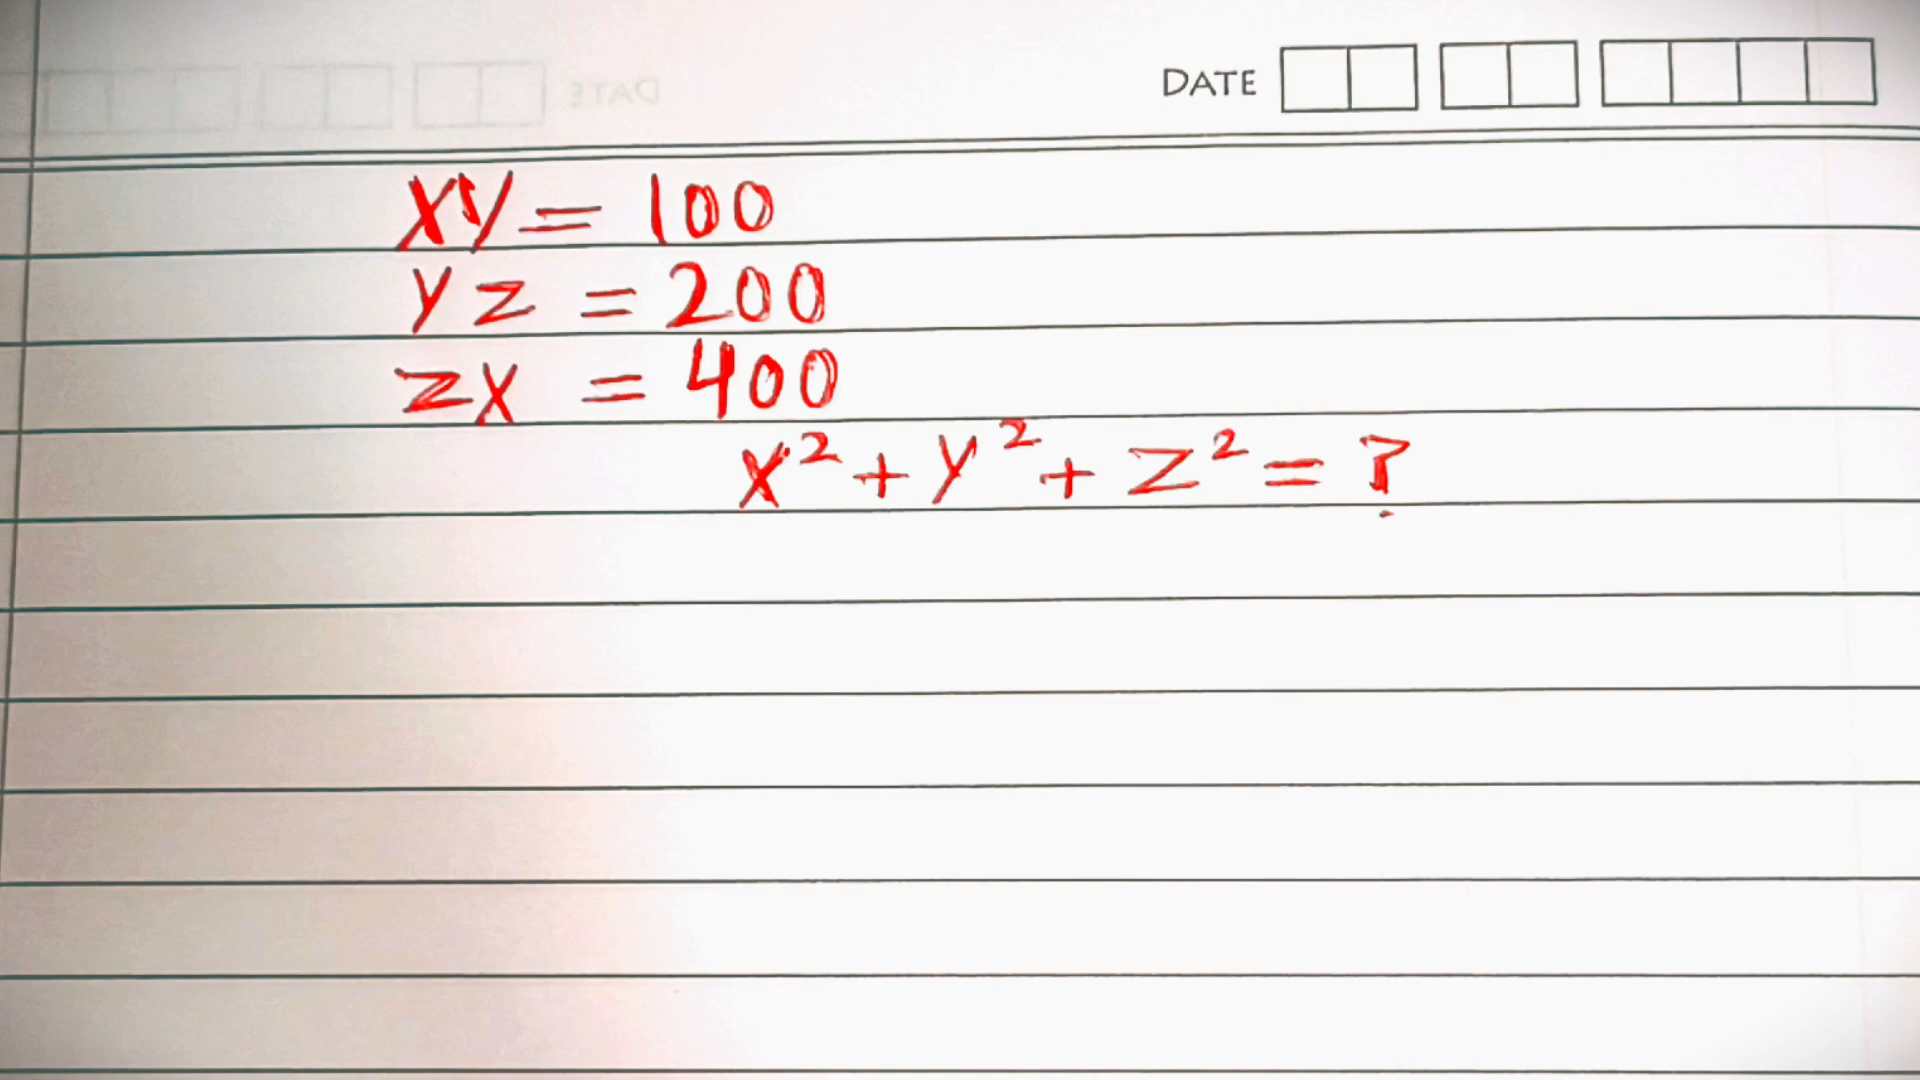 DATE
XY = 100
YZ = 200
ZX = 400
X² + Y² + Z² = ?